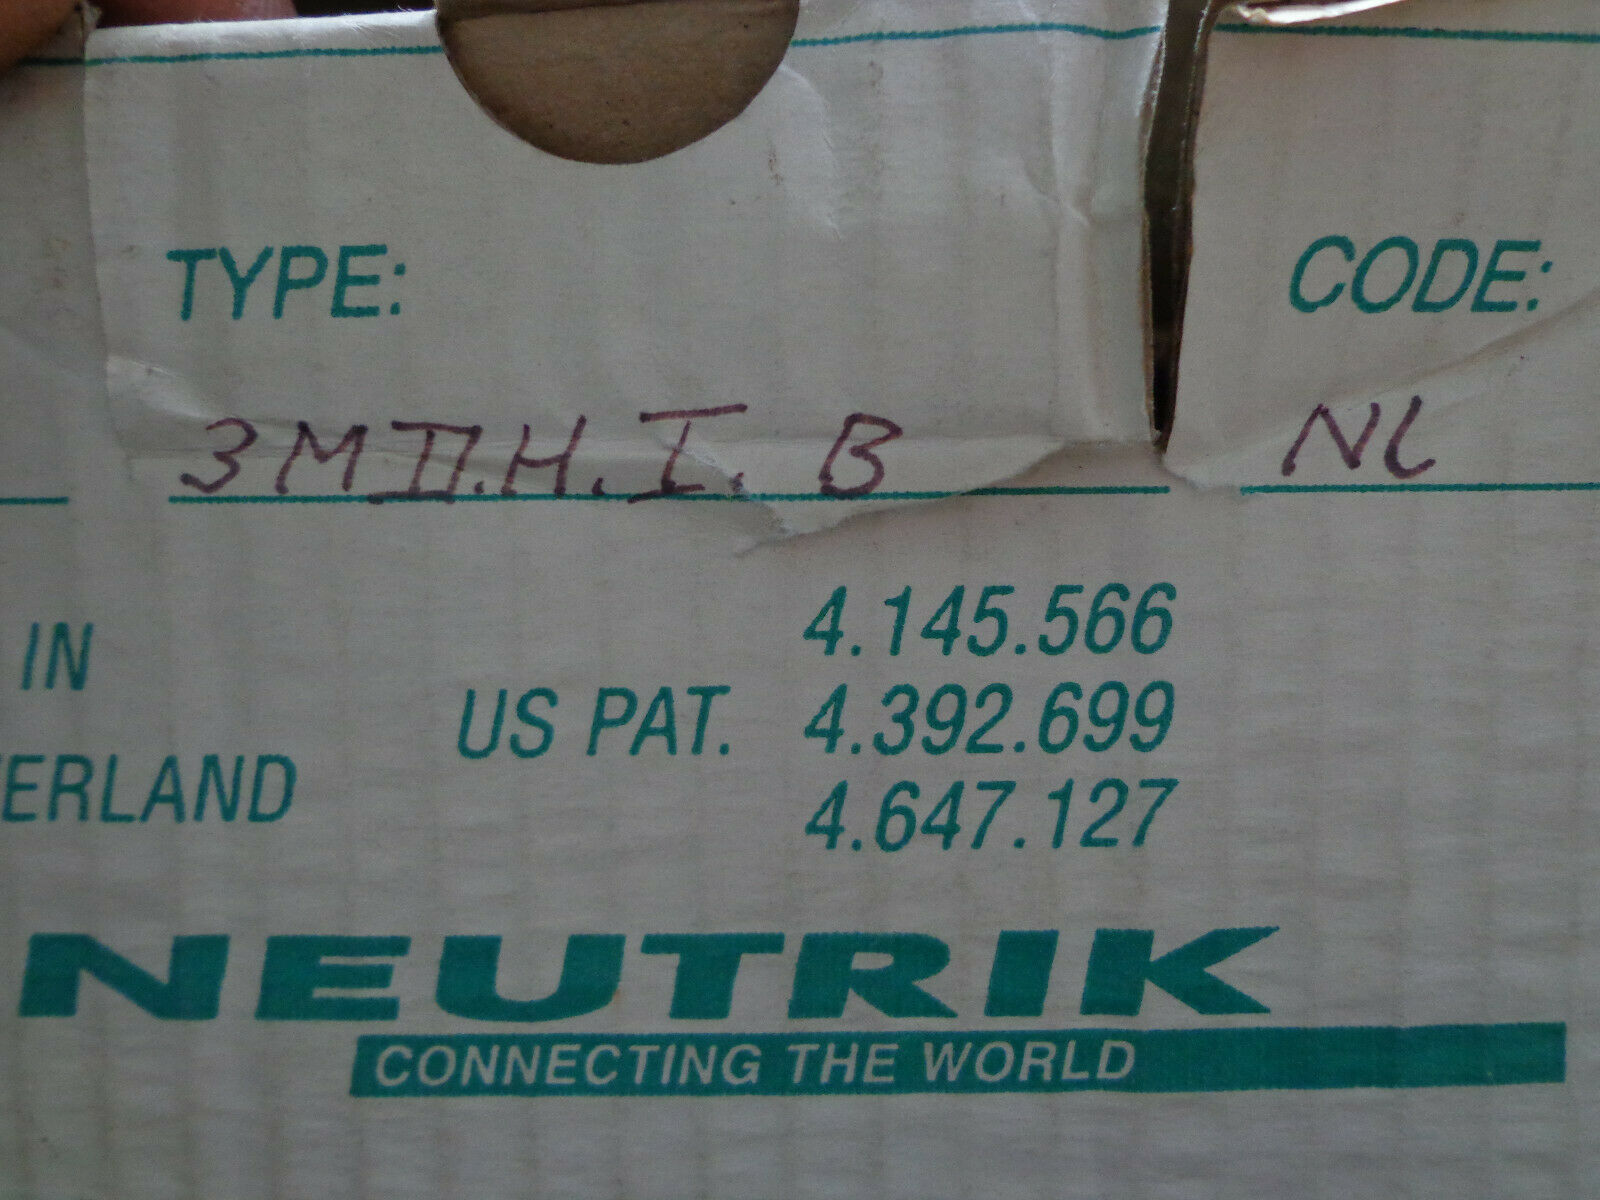 TYPE:
CODE:
3MD.H.I. B
NL
IN
ERLAND
US PAT.
4.145.566
4.392.699
4.647.127
NEUTRIK
CONNECTING THE WORLD